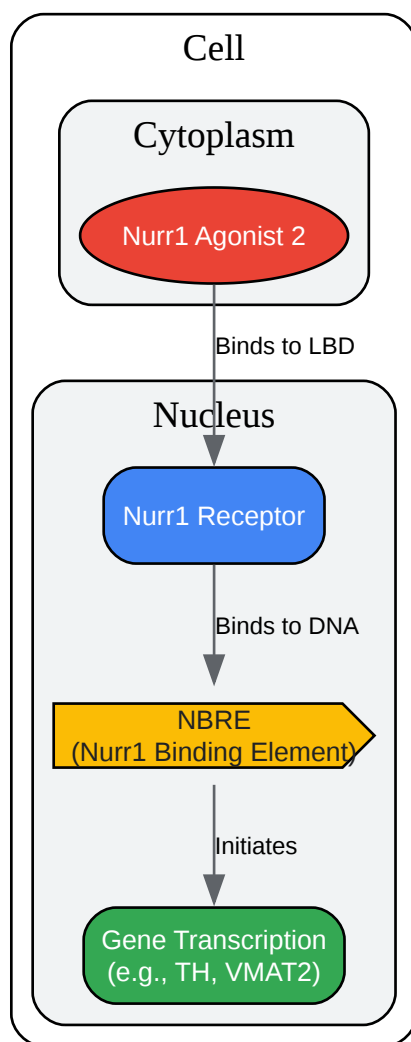 Cell
Cytoplasm
Nurr1 Agonist 2
Binds to LBD
Nucleus
Nurr1 Receptor
Binds to DNA
NBRE
(Nurr1 Binding Element)
Initiates
Gene Transcription
(e.g., TH, VMAT2)